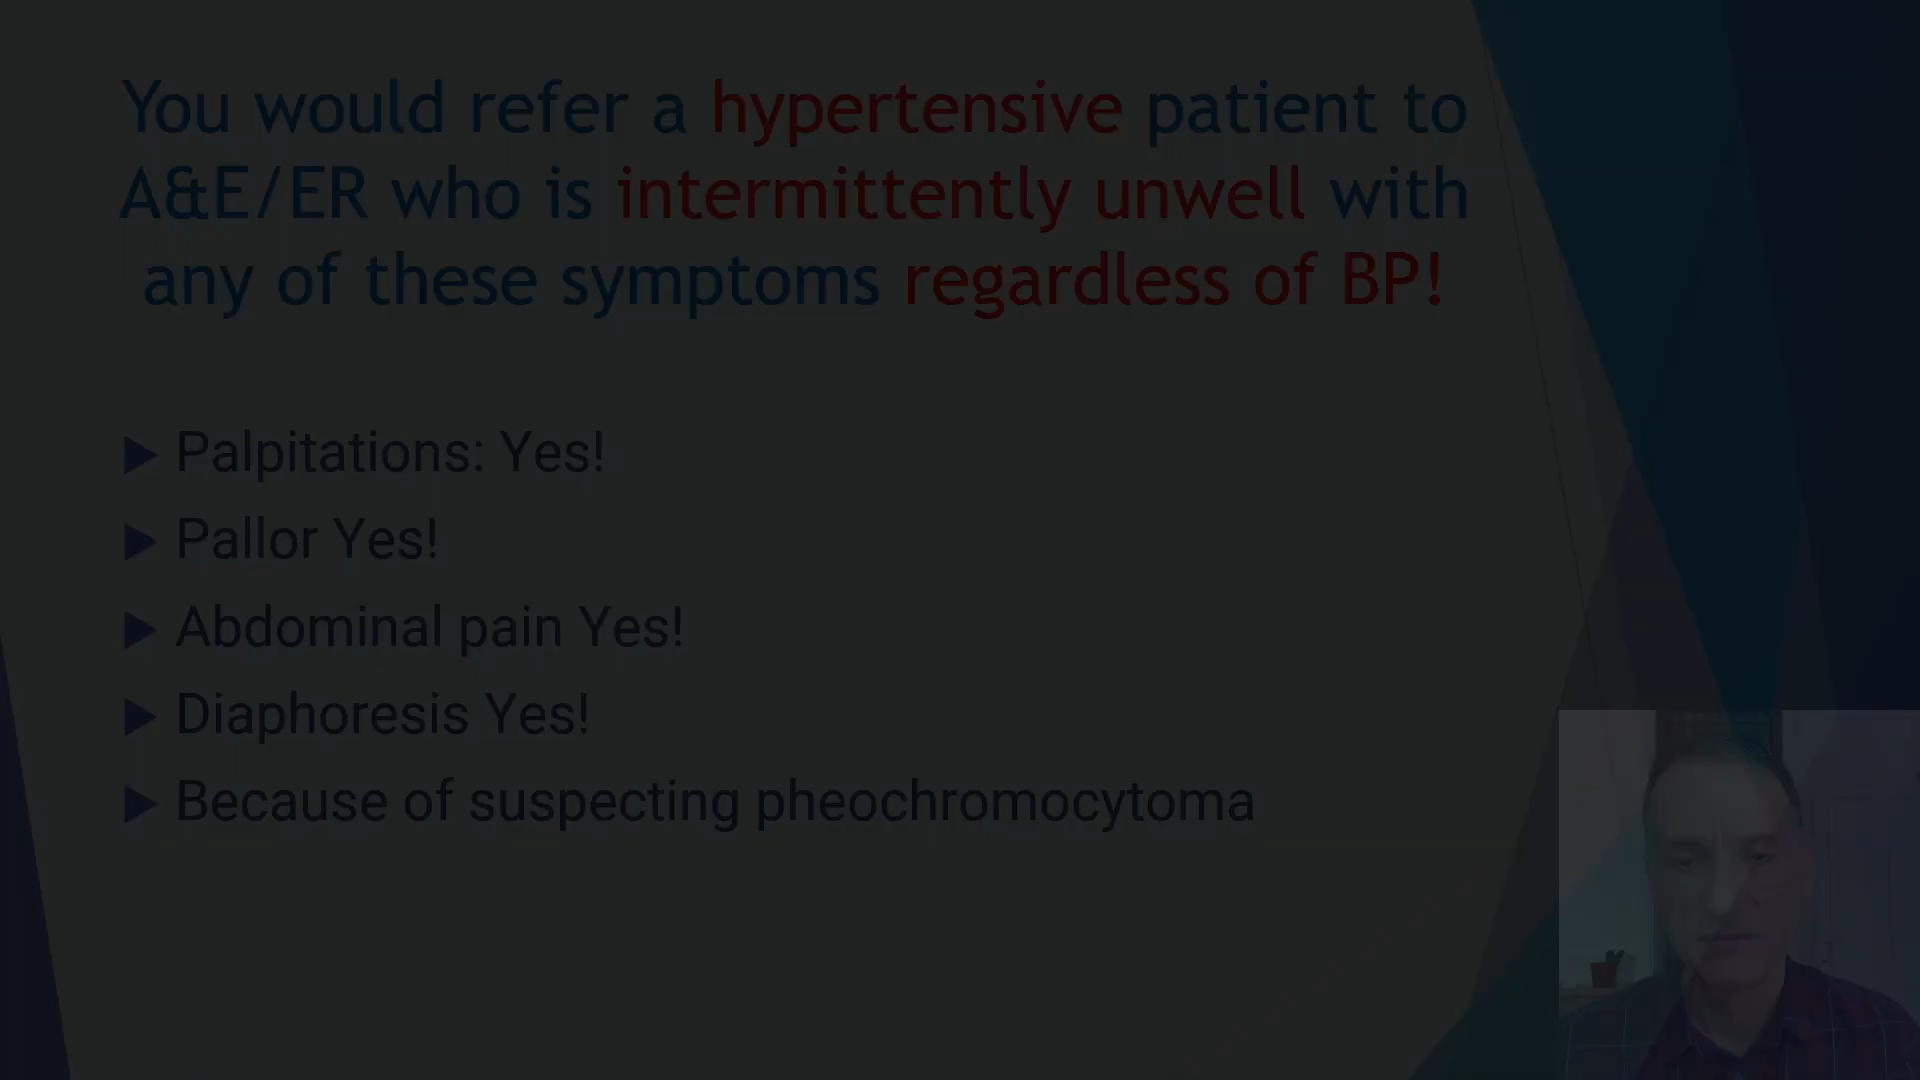 You would refer a hypertensive patient to
A&E/ER who is intermittently unwell with
any of these symptoms regardless of BP!
Palpitations: Yes!
Pallor Yes!
Abdominal pain Yes!
Diaphoresis Yes!
Because of suspecting pheochromocytoma